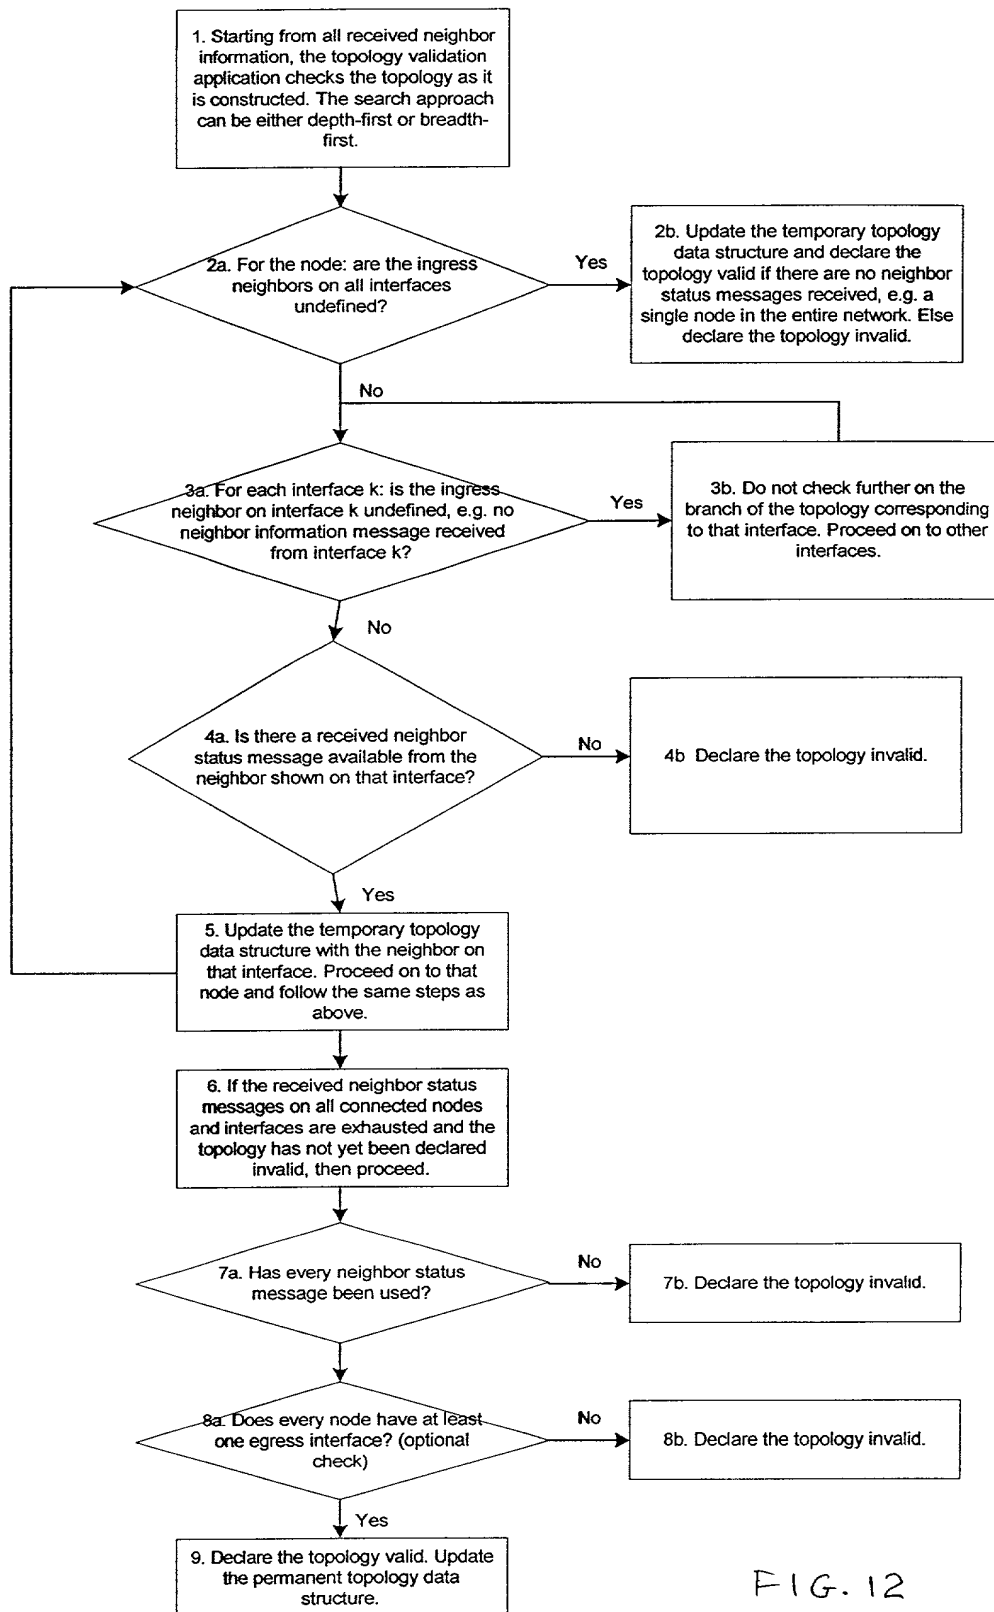 1. Starting from all received neighbor
information, the topology validation
application checks the topology as it
is constructed. The search approach
can be either depth-first or breadth-
first.
2a. For the node: are the ingress
neighbors on all interfaces
undefined?
Yes
2b. Update the temporary topology
data structure and declare the
topology valid if there are no neighbor
status messages received, e.g. a
single node in the entire network. Else
declare the topology invalid.
No
3a. For each interface k: is the ingress
neighbor on interface k undefined, e.g. no
neighbor information message received
from interface k?
Yes
3b. Do not check further on the
branch of the topology corresponding
to that interface. Proceed on to other
interfaces.
No
4a. Is there a received neighbor
status message available from the
neighbor shown on that interface?
No
4b Declare the topology invalid.
Yes
5. Update the temporary topology
data structure with the neighbor on
that interface. Proceed on to that
node and follow the same steps as
above.
6. If the received neighbor status
messages on all connected nodes
and interfaces are exhausted and the
topology has not yet been declared
invalid, then proceed.
7a. Has every neighbor status
message been used?
No
7b. Declare the topology invalid.
8a. Does every node have at least
one egress interface? (optional
check)
No
8b. Declare the topology invalid.
Yes
9. Declare the topology valid. Update
the permanent topology data
structure.
FIG. 12